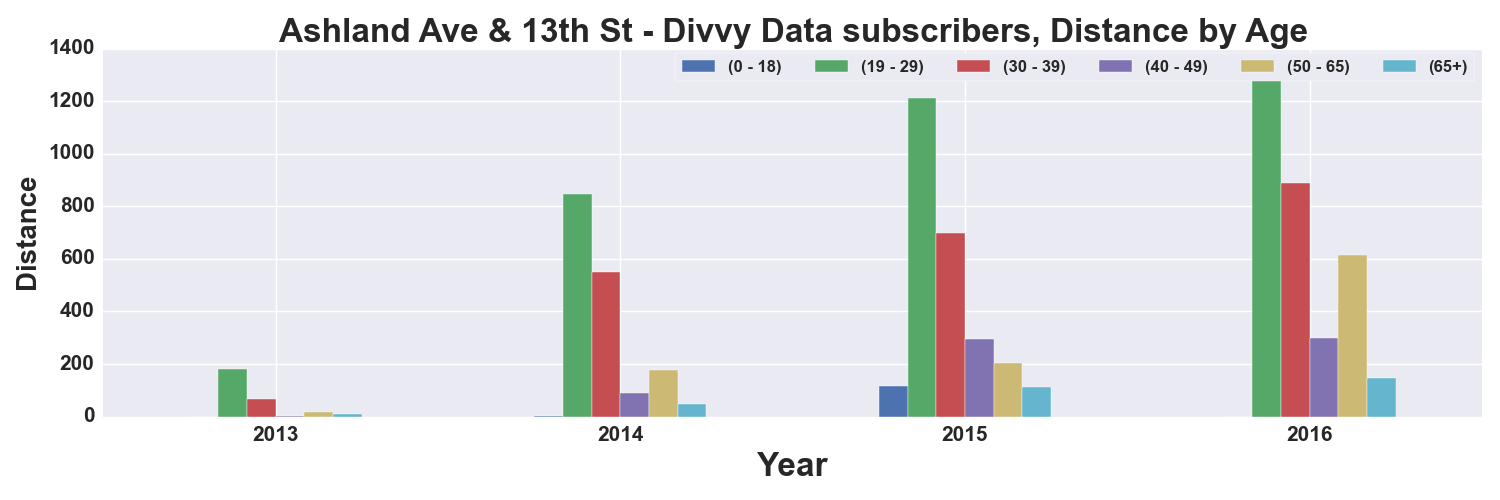 Ashland Ave & 13th St - Divvy Data subscribers, Distance by Age
(0 - 18) (19 - 29) (30 - 39) (40 - 49) (50 - 65) (65+)
1400
1200
1000
800
600
400
200
0
Distance
2013 2014 2015 2016
Year